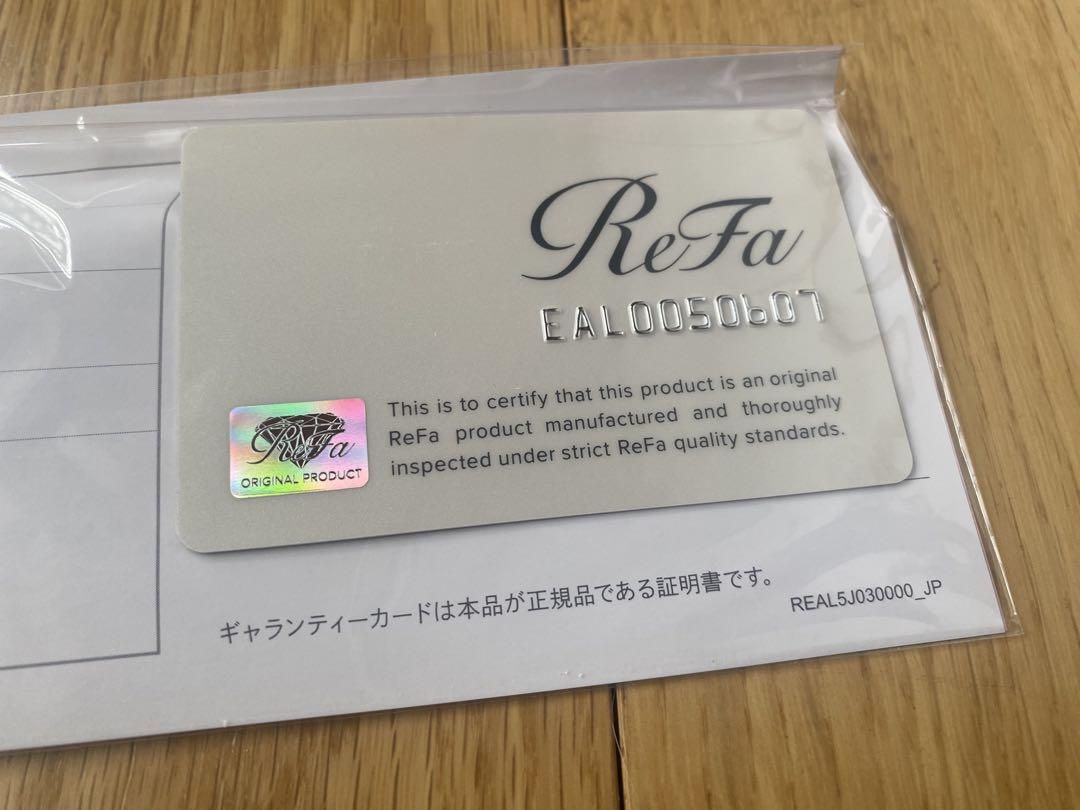 ReFa
EAL0050607
This is to certify that this product is an original
ReFa product manufactured and thoroughly
inspected under strict ReFa quality standards.
ReFa
ORIGINAL PRODUCT
ギャランティーカードは本品が正規品である証明書です。
REAL5J030000_JP